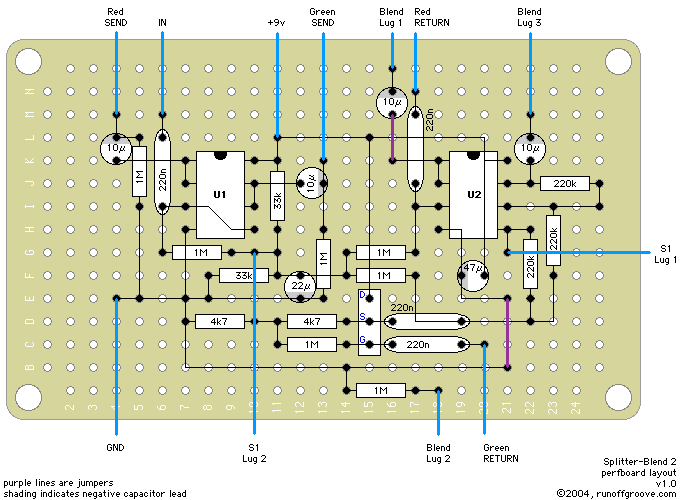 Red
SEND
IN
+9v
Green
SEND
Blend
Lug 1
Red
RETURN
Blend
Lug 3
N
M
L
K
J
I
H
G
F
E
D
C
B
10µ
1M
220n
U1
33k
10µ
10µ
220n
U2
10µ
220k
220k
220k
S1
Lug 1
1M
1M
1M
33k
22µ
1M
47µ
D
S
G
220n
4k7
4k7
1M
220n
1M
2
3
4
5
6
7
8
9
10
11
12
13
14
15
16
17
18
19
20
21
22
23
24
GND
S1
Lug 2
Blend
Lug 2
Green
RETURN
purple lines are jumpers
shading indicates negative capacitor lead
Splitter-Blend 2
perfboard layout
v1.0
©2004, runoffgroove.com